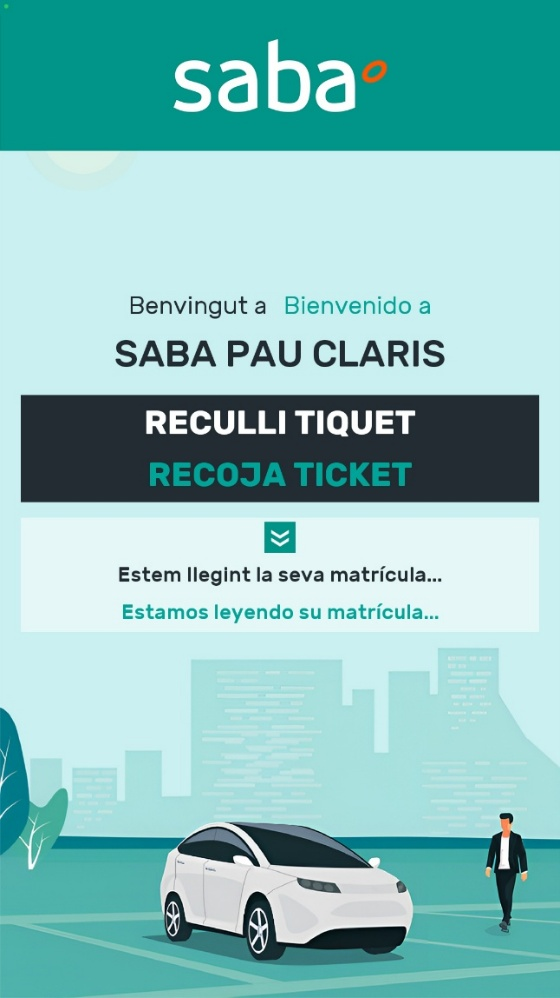 saba
Benvingut a Bienvenido a
SABA PAU CLARIS
RECULLI TIQUET
RECOJA TICKET
Estem llegint la seva matrícula...
Estamos leyendo su matrícula...